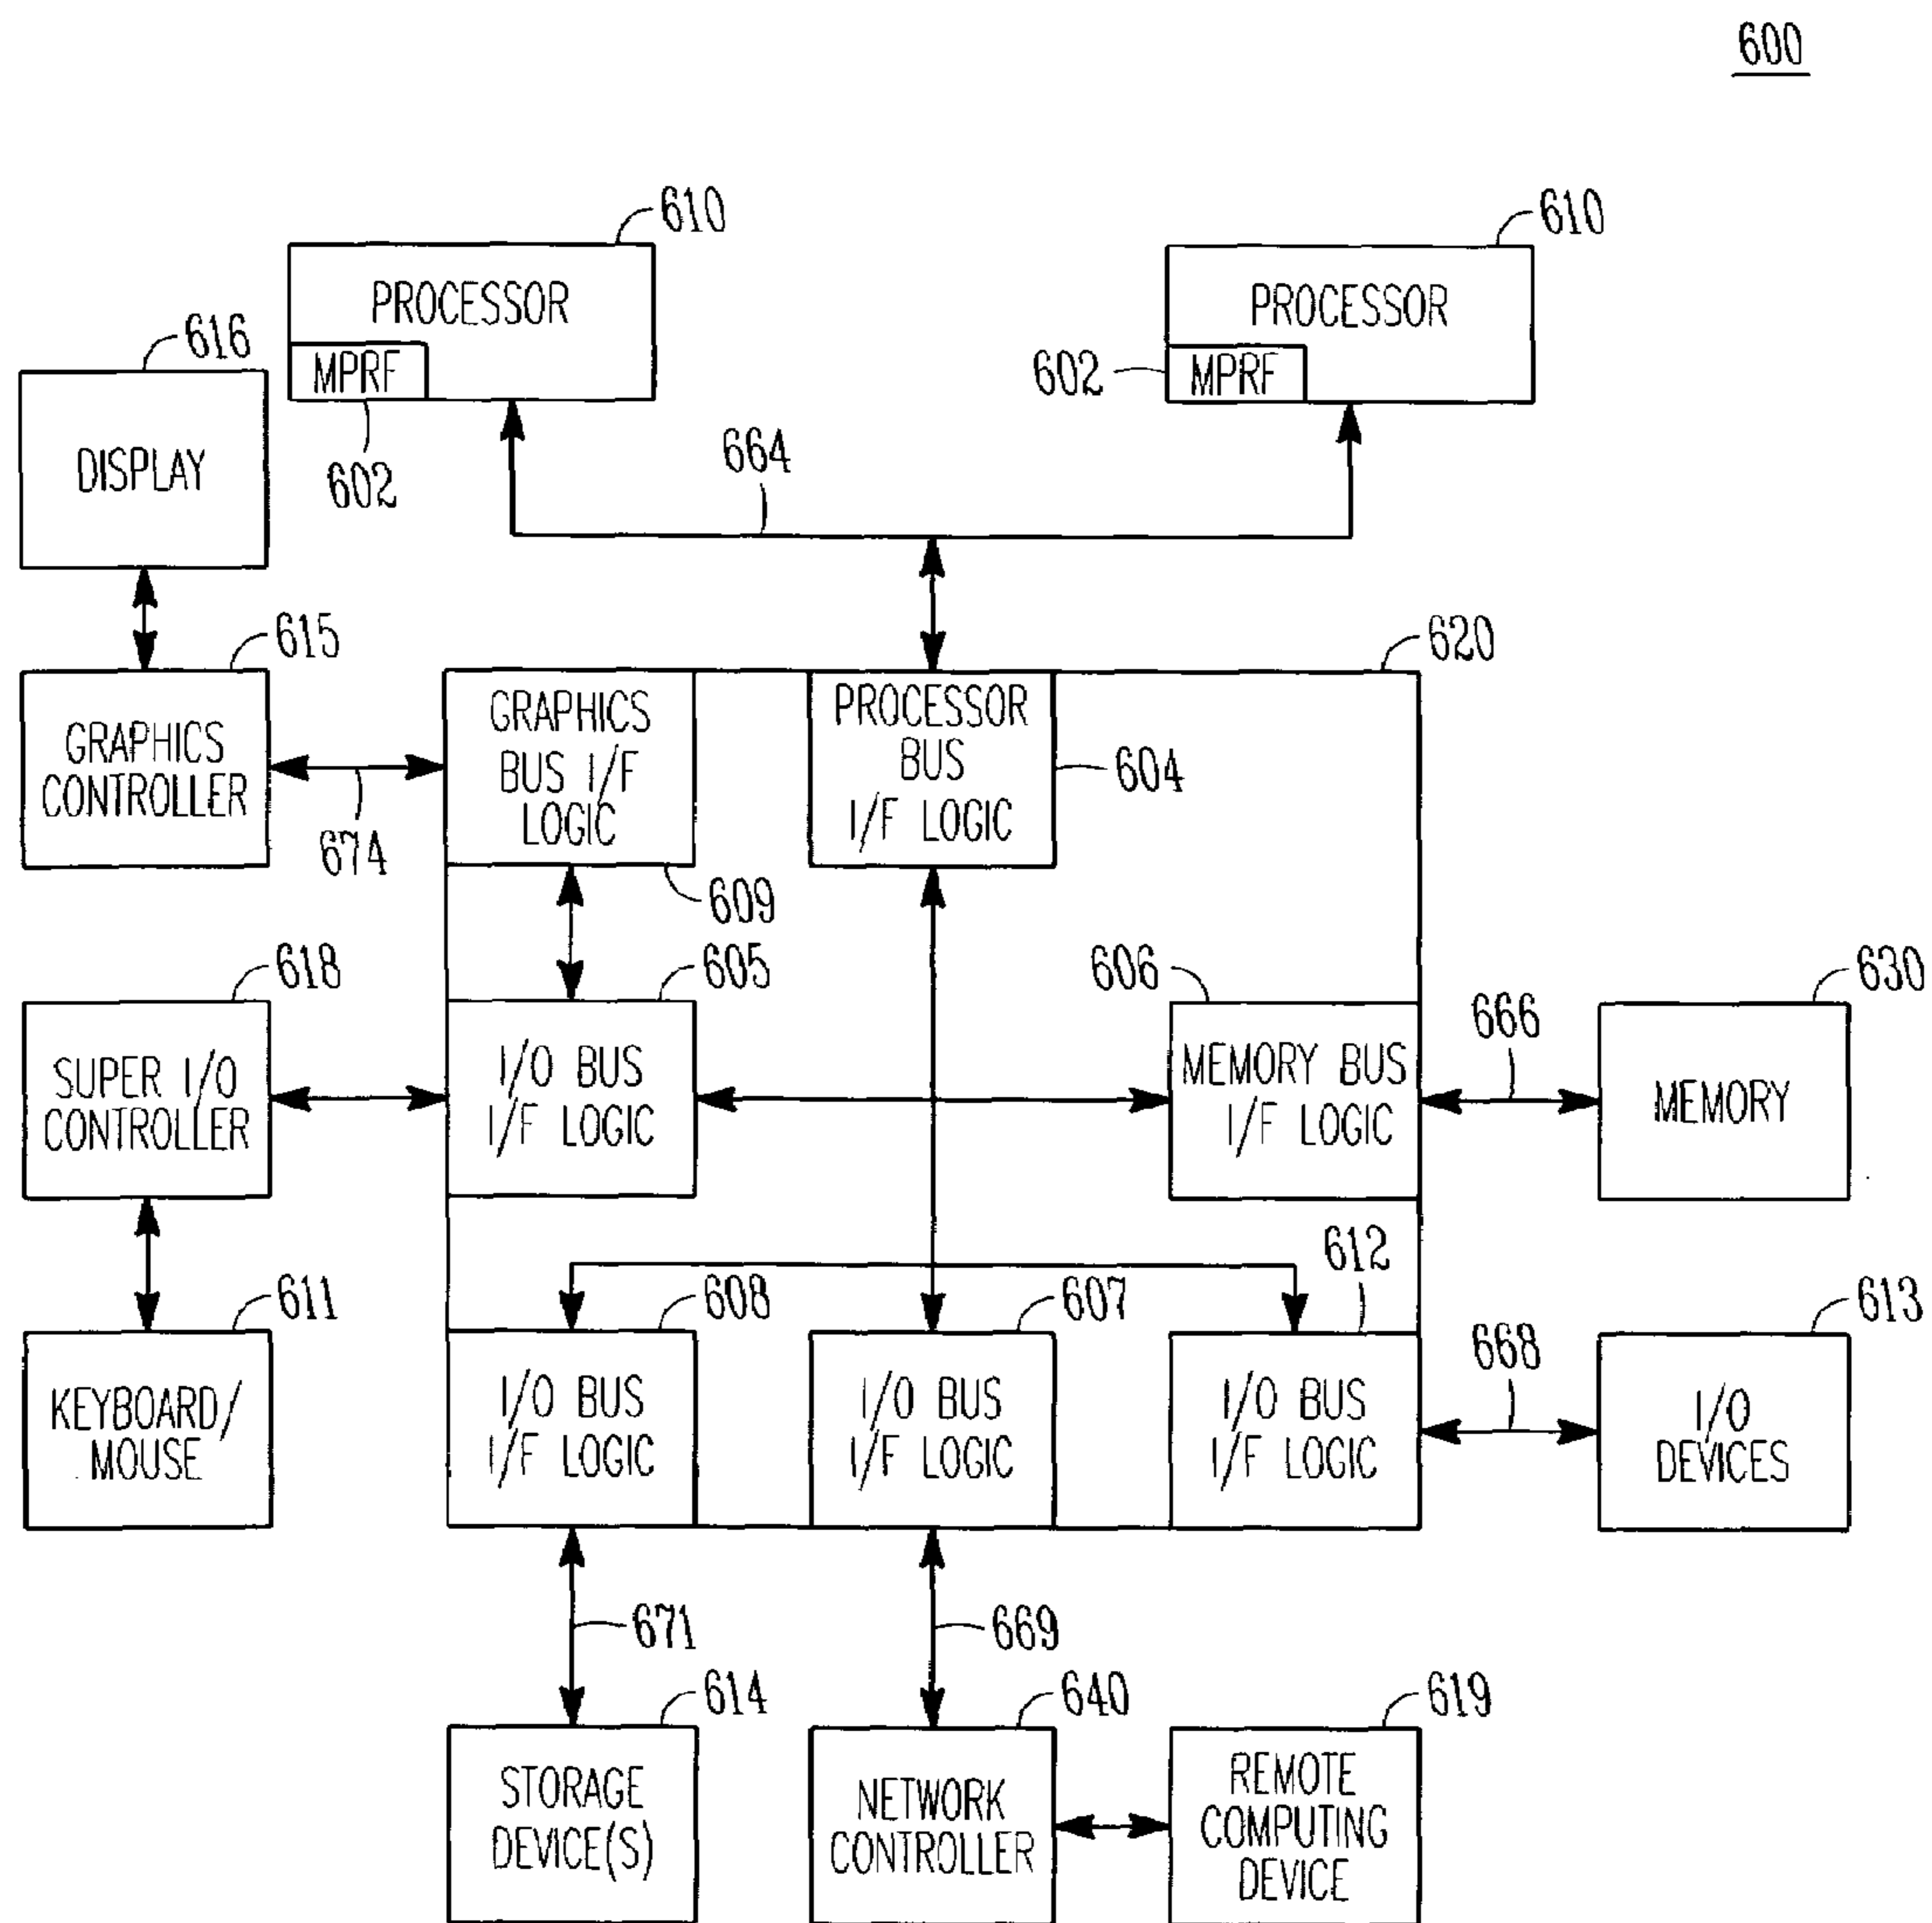 600
610
610
PROCESSOR
PROCESSOR
616
MPRF
602
MPRF
DISPLAY
602
664
615
620
GRAPHICS
CONTROLLER
674
GRAPHICS
BUS I/F
LOGIC
609
PROCESSOR
BUS
I/F LOGIC
604
618
605
606
630
SUPER I/O
CONTROLLER
I/O BUS
I/F LOGIC
MEMORY BUS
I/F LOGIC
666
MEMORY
611
608
607
612
613
KEYBOARD/
MOUSE
I/O BUS
I/F LOGIC
I/O BUS
I/F LOGIC
I/O BUS
I/F LOGIC
668
I/O
DEVICES
671
669
614
640
619
STORAGE
DEVICE(S)
NETWORK
CONTROLLER
REMOTE
COMPUTING
DEVICE